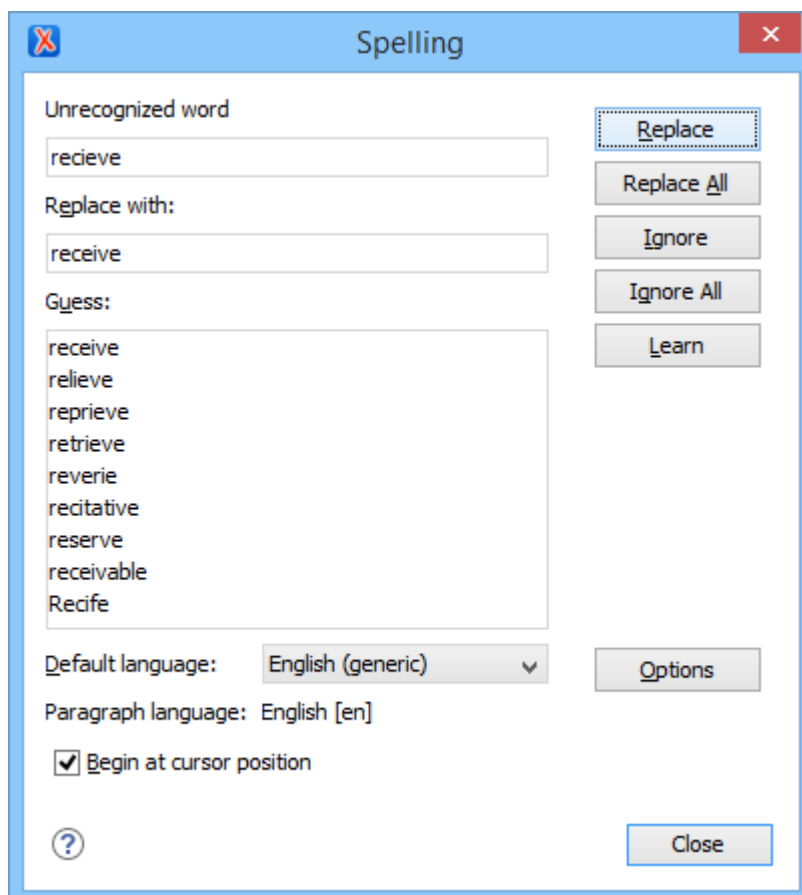 Spelling
Unrecognized word
recieve
Replace with:
receive
Guess:
receive
relieve
reprieve
retrieve
reverie
recitative
reserve
receivable
Recife
Replace
Replace All
Ignore
Ignore All
Learn
Default language: English (generic)
Options
Paragraph language: English [en]
Begin at cursor position
?
Close